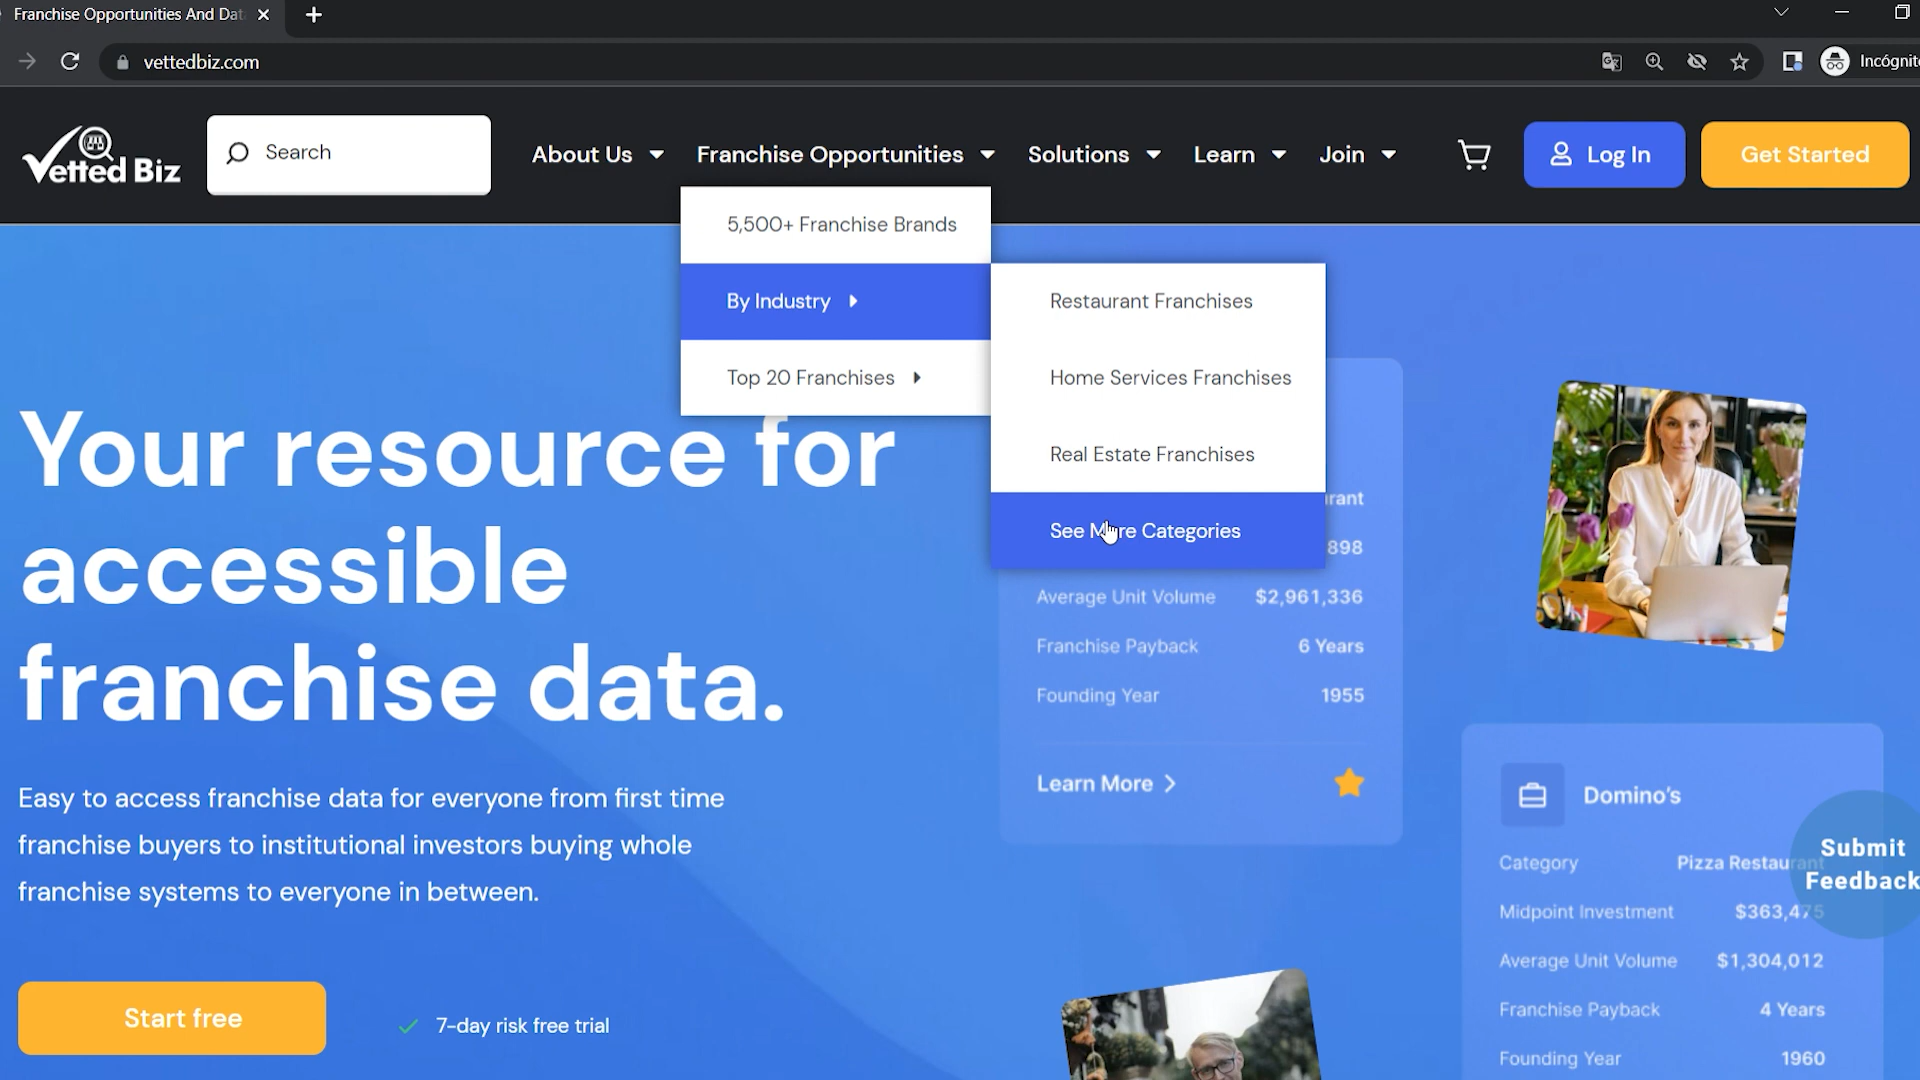 Franchise Opportunities And Dat
vettedbiz.com
Incógnit
Vetted Biz
Search
About Us
Franchise Opportunities
Solutions
Learn
Join
Log In
Get Started
5,500+ Franchise Brands
By Industry
Top 20 Franchises
Restaurant Franchises
Home Services Franchises
Real Estate Franchises
See More Categories
Your resource for
accessible
franchise data.
Easy to access franchise data for everyone from first time
franchise buyers to institutional investors buying whole
franchise systems to everyone in between.
Start free
7-day risk free trial
rant
898
Average Unit Volume $2,961,336
Franchise Payback 6 Years
Founding Year 1955
Learn More
Domino's
Category Pizza Restaurant
Midpoint Investment $363,475
Average Unit Volume $1,304,012
Franchise Payback 4 Years
Founding Year 1960
Submit
Feedback